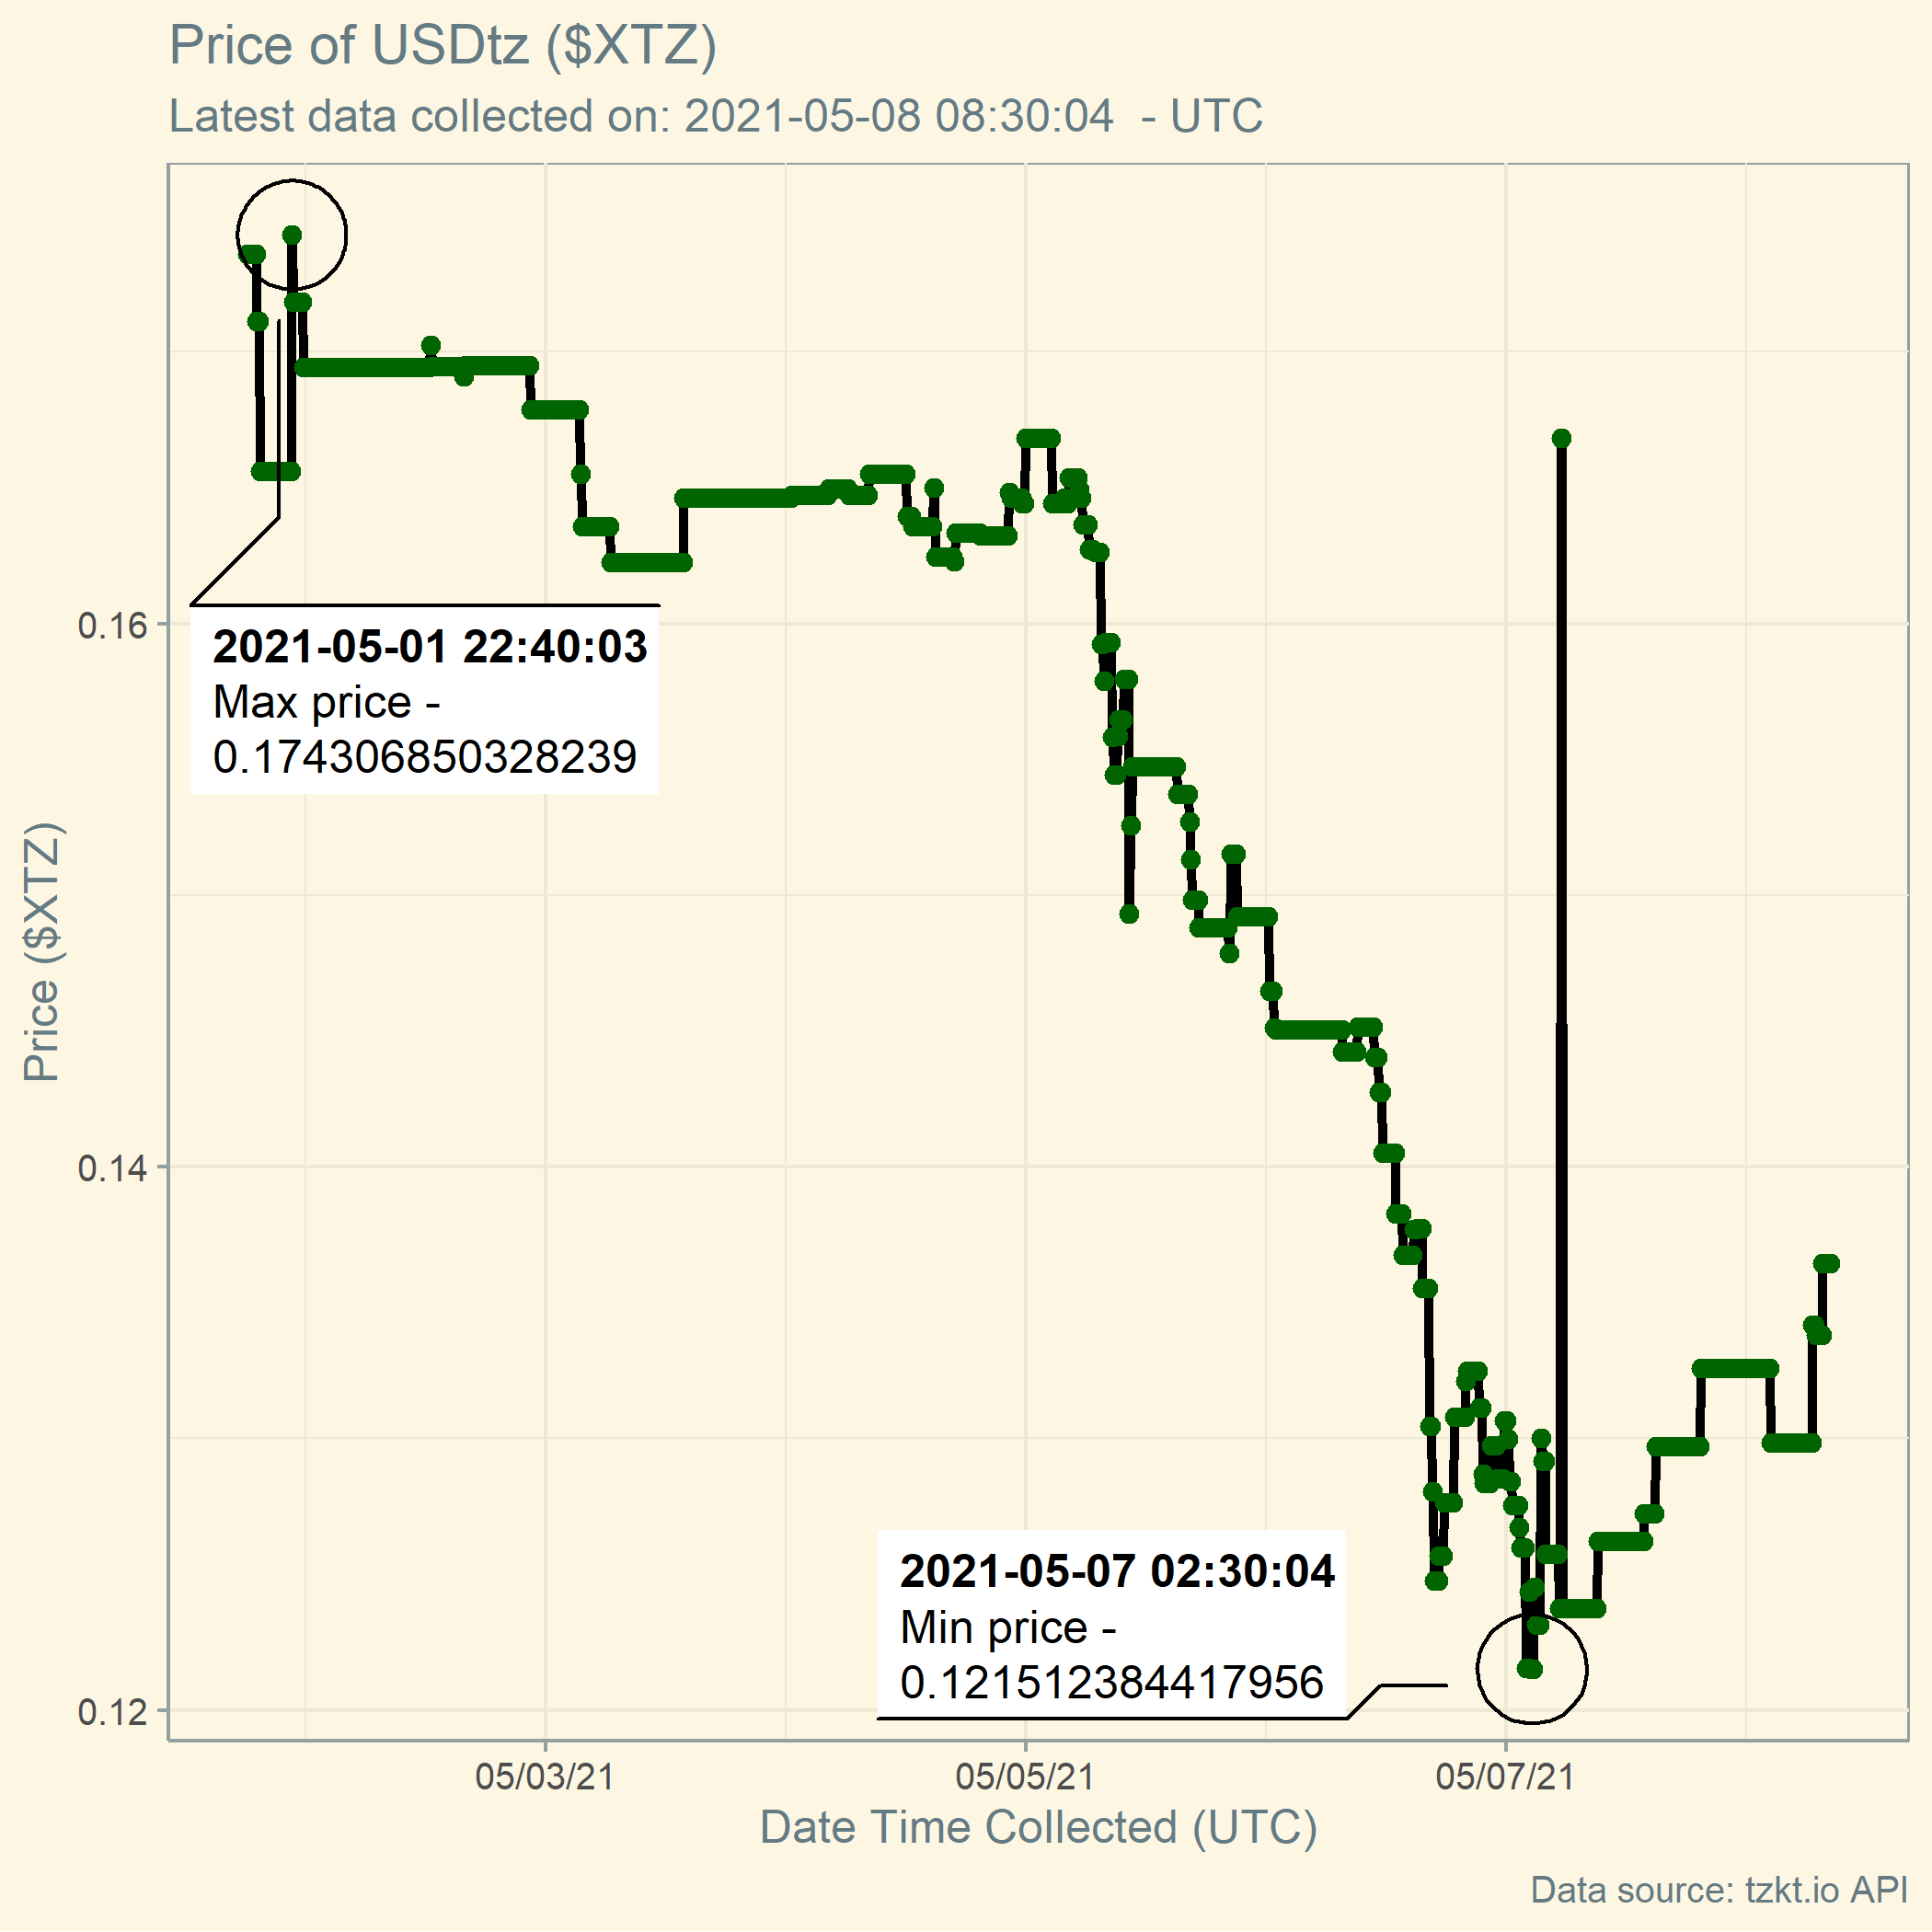 Price of USDtz ($XTZ)
Latest data collected on: 2021-05-08 08:30:04  - UTC
Price ($XTZ)
0.16
0.14
0.12
2021-05-01 22:40:03
Max price -
0.174306850328239
2021-05-07 02:30:04
Min price -
0.121512384417956
05/03/21
05/05/21
05/07/21
Date Time Collected (UTC)
Data source: tzkt.io API